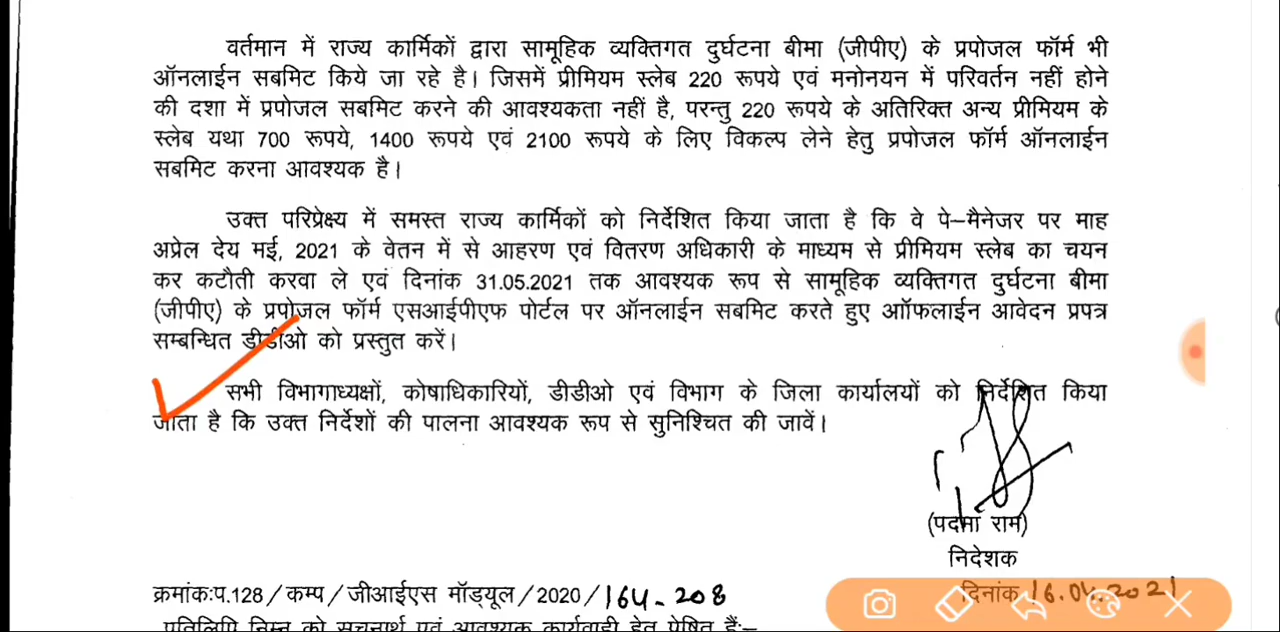 वर्तमान में राज्य कार्मिकों द्वारा सामूहिक व्यक्तिगत दुर्घटना बीमा (जीपीए) के प्रपोजल फॉर्म भी
ऑनलाईन सबमिट किये जा रहे है। जिसमें प्रीमियम स्लेब 220 रूपये एवं मनोनयन में परिवर्तन नहीं होने
की दशा में प्रपोजल सबमिट करने की आवश्यकता नहीं है, परन्तु 220 रूपये के अतिरिक्त अन्य प्रीमियम के
स्लेब यथा 700 रूपये, 1400 रूपये एवं 2100 रूपये के लिए विकल्प लेने हेतु प्रपोजल फॉर्म ऑनलाईन
सबमिट करना आवश्यक है।
उक्त परिप्रेक्ष्य में समस्त राज्य कार्मिकों को निर्देशित किया जाता है कि वे पे–मैनेजर पर माह
अप्रेल देय मई, 2021 के वेतन में से आहरण एवं वितरण अधिकारी के माध्यम से प्रीमियम स्लेब का चयन
कर कटौती करवा ले एवं दिनांक 31.05.2021 तक आवश्यक रूप से सामूहिक व्यक्तिगत दुर्घटना बीमा
(जीपीए) के प्रपोजल फॉर्म एसआईपीएफ पोर्टल पर ऑनलाईन सबमिट करते हुए ऑफलाईन आवेदन प्रपत्र
सम्बन्धित डीडीओ को प्रस्तुत करें।
सभी विभागाध्यक्षों, कोषाधिकारियों, डीडीओ एवं विभाग के जिला कार्यालयों को निर्देशित किया
जाता है कि उक्त निर्देशों की पालना आवश्यक रूप से सुनिश्चित की जावें।
(पदमा राम)
निदेशक
क्रमांक:प.128/कम्प/जीआईएस मॉड्यूल/2020/164-208 दिनांक 16.04.2021
प्रतिलिपि निम्न को सूचनार्थ एवं आवश्यक कार्यवाही हेतु प्रेषित हैं:–